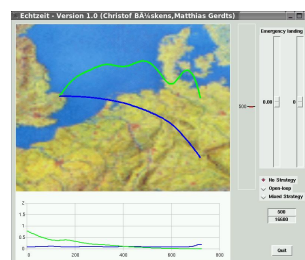 Echtzeit - Version 1.0 (Christof BÃ¼skens,Matthias Gerdts)
Emergency landing
500
0.00
0
No Strategy
Open-loop
Mixed Strategy
500
Quit
2
1.5
1
0.5
0
0 200 400 600 800